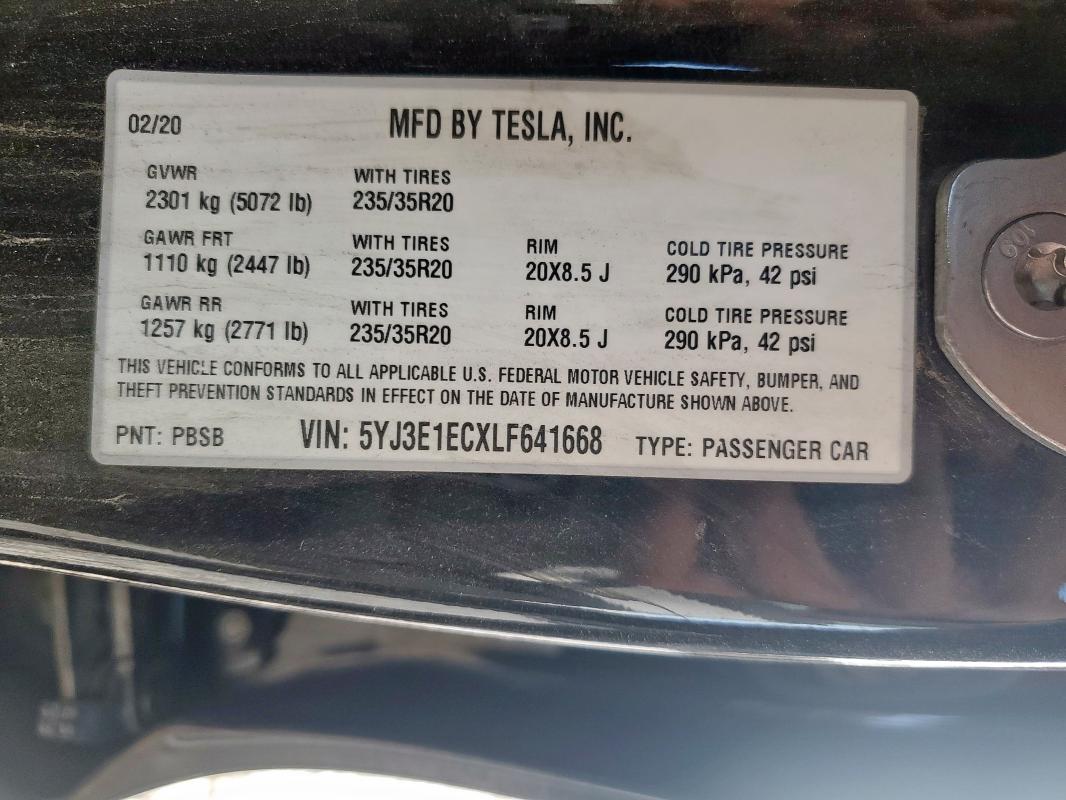 02/20 MFD BY TESLA, INC.
GVWR WITH TIRES
2301 kg (5072 lb) 235/35R20
GAWR FRT WITH TIRES RIM COLD TIRE PRESSURE
1110 kg (2447 lb) 235/35R20 20X8.5 J 290 kPa, 42 psi
GAWR RR WITH TIRES RIM COLD TIRE PRESSURE
1257 kg (2771 lb) 235/35R20 20X8.5 J 290 kPa, 42 psi
THIS VEHICLE CONFORMS TO ALL APPLICABLE U.S. FEDERAL MOTOR VEHICLE SAFETY, BUMPER, AND
THEFT PREVENTION STANDARDS IN EFFECT ON THE DATE OF MANUFACTURE SHOWN ABOVE.
PNT: PBSB VIN: 5YJ3E1ECXLF641668 TYPE: PASSENGER CAR